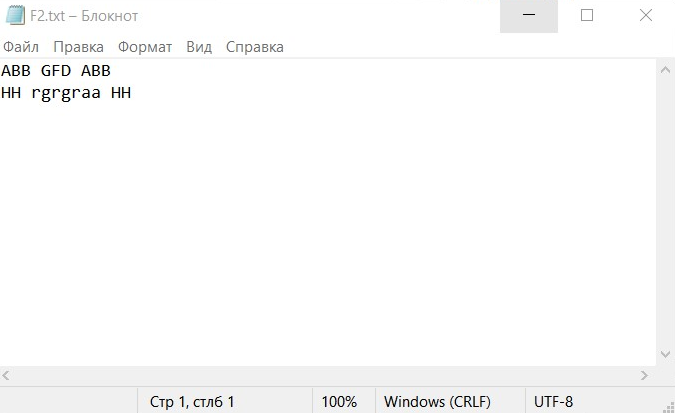 F2.txt – Блокнот
Файл Правка Формат Вид Справка
ABB GFD ABB
HH rgrgraa HH
Стр 1, стлб 1 100% Windows (CRLF) UTF-8